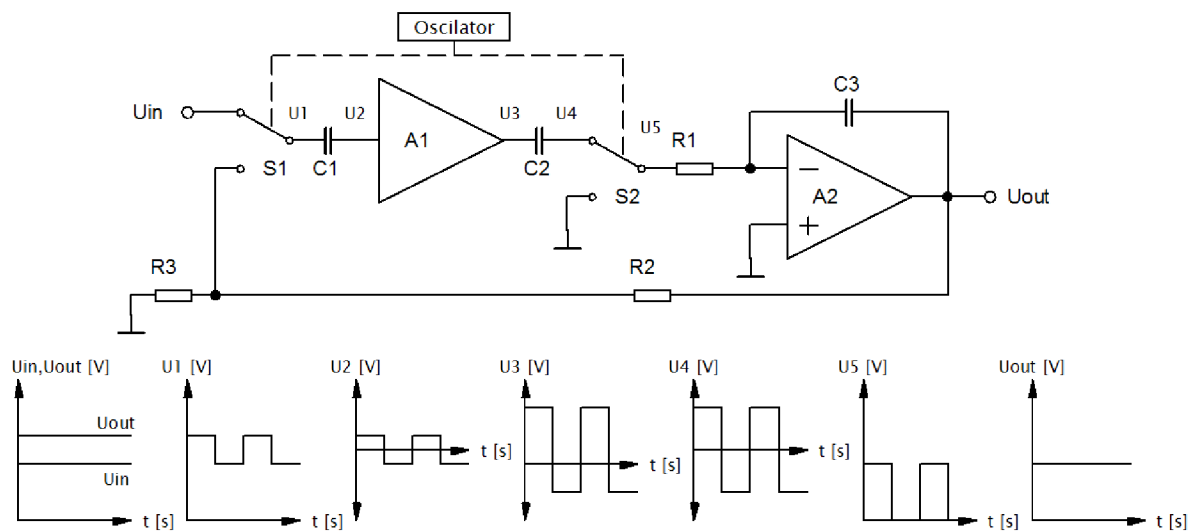 Oscilator
Uin
U1
U2
A1
U3
U4
U5
R1
C3
S1
C1
C2
S2
A2
Uout
R3
R2
Uin,Uout [V]
U1 [V]
U2 [V]
U3 [V]
U4 [V]
U5 [V]
Uout [V]
Uout
Uin
t [s]
t [s]
t [s]
t [s]
t [s]
t [s]
t [s]